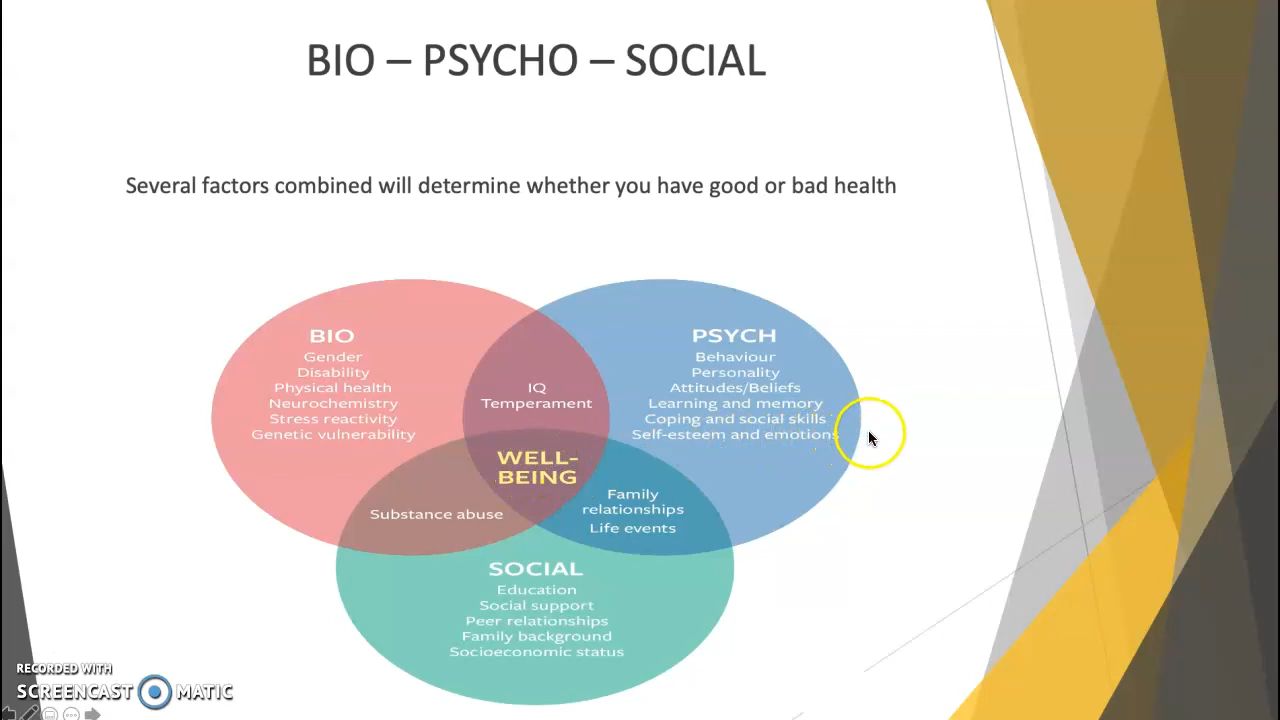 BIO – PSYCHO – SOCIAL
Several factors combined will determine whether you have good or bad health
BIO
Gender
Disability
Physical health
Neurochemistry
Stress reactivity
Genetic vulnerability
IQ
Temperament
PSYCH
Behaviour
Personality
Attitudes/Beliefs
Learning and memory
Coping and social skills
Self-esteem and emotions
WELL-
BEING
Substance abuse
Family
relationships
Life events
SOCIAL
Education
Social support
Peer relationships
Family background
Socioeconomic status
RECORDED WITH
SCREENCAST MATIC